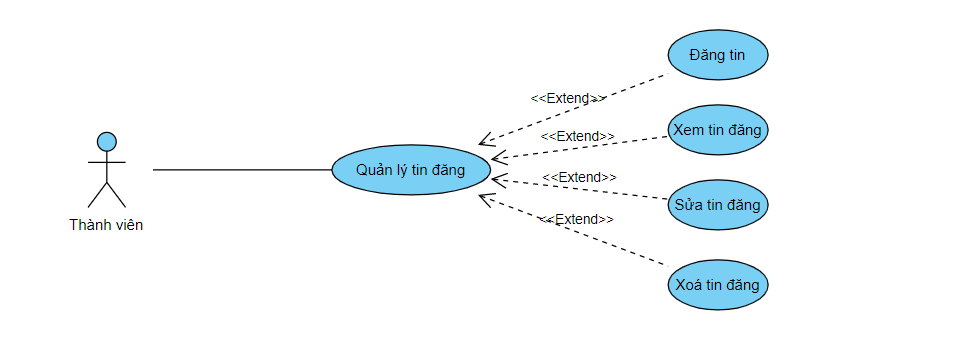 Đăng tin
<<Extend>>
Xem tin đăng
<<Extend>>
Quản lý tin đăng
<<Extend>>
Sửa tin đăng
<<Extend>>
Thành viên
Xoá tin đăng